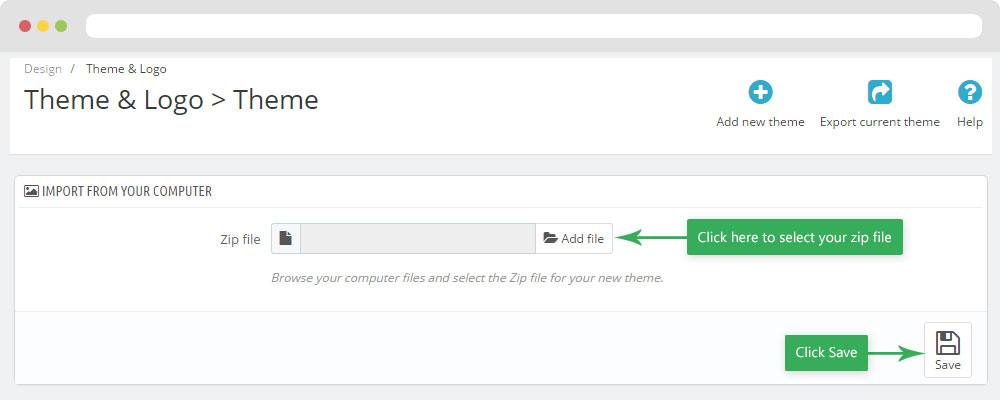 Design / Theme & Logo
Theme & Logo > Theme
Add new theme
Export current theme
Help
IMPORT FROM YOUR COMPUTER
Zip file
Add file
Click here to select your zip file
Browse your computer files and select the Zip file for your new theme.
Click Save
Save